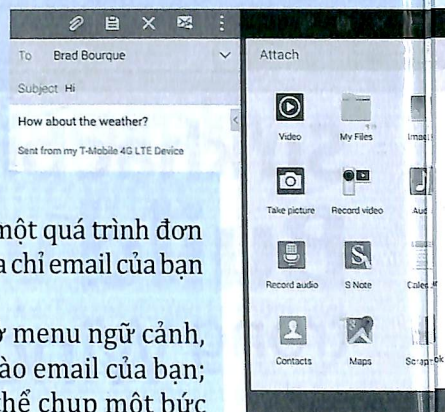 To Brad Bourque
Subject Hi
How about the weather?
Sent from my T-Mobile 4G LTE Device
Attach
Video My Files
Take picture Record video
Record audio S Note
Contacts Maps
một quá trình đơn
chỉ email của bạn
menu ngữ cảnh,
email của bạn;
chụp một bức